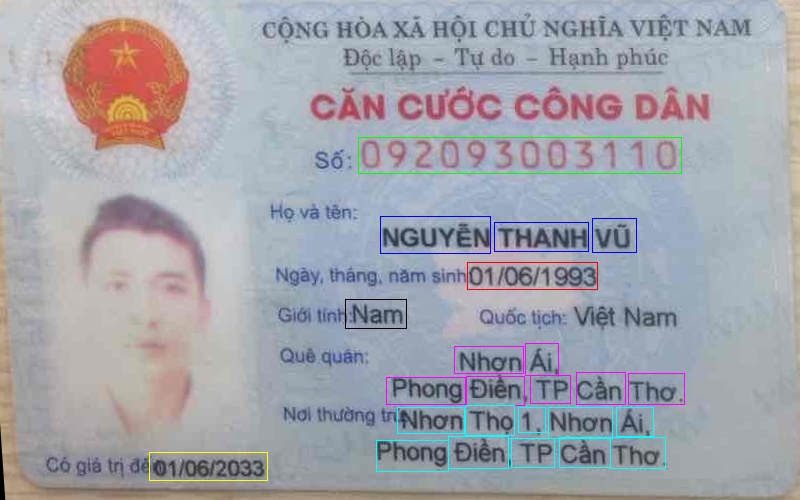 CỘNG HÒA XÃ HỘI CHỦ NGHĨA VIỆT NAM
Độc lập - Tự do - Hạnh phúc
CĂN CƯỚC CÔNG DÂN
Số: 092093003110
Họ và tên:
NGUYỄN THANH VŨ
Ngày, tháng, năm sinh 01/06/1993
Giới tính: Nam Quốc tịch: Việt Nam
Quê quán: Nhơn Ái,
Phong Điền, TP Cần Thơ.
Nơi thường Nhơn Thọ 1, Nhơn Ái,
Phong Điền, TP Cần Thơ.
Có giá trị 01/06/2033